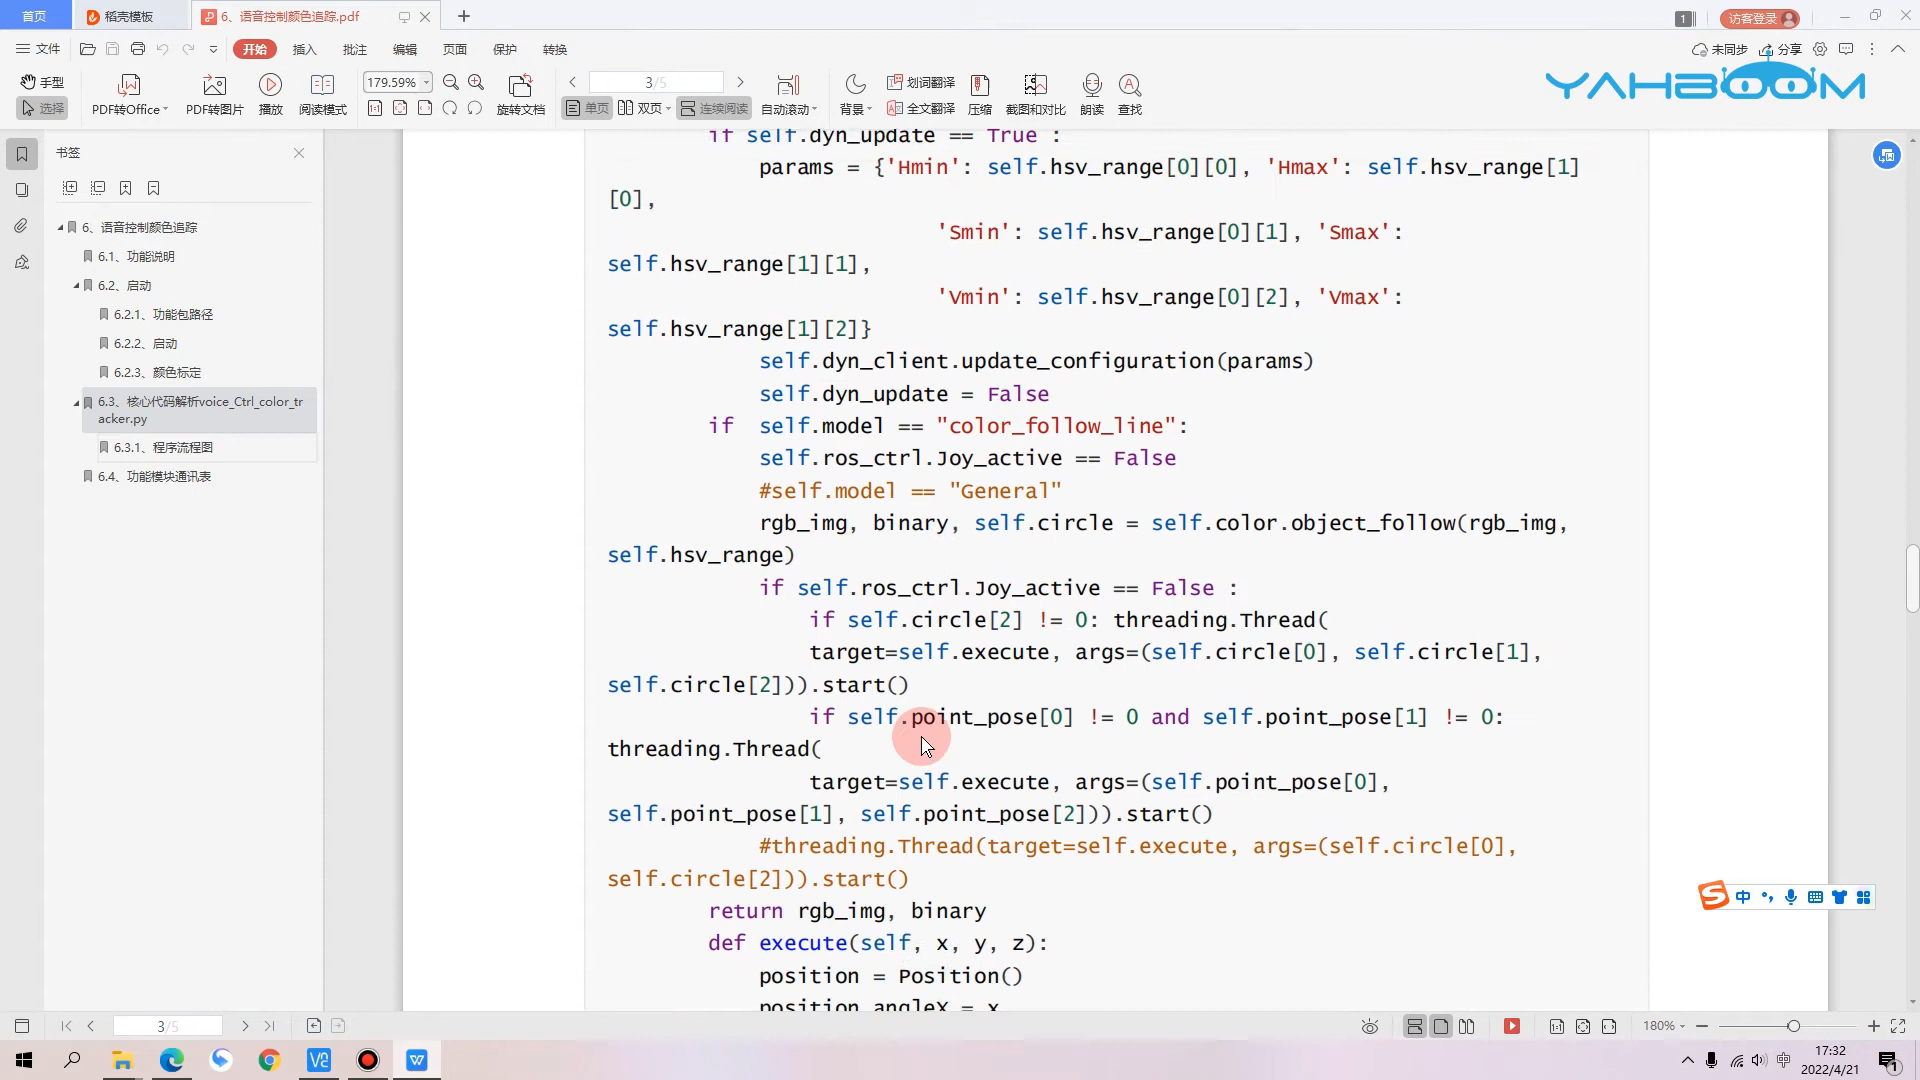 首页
稻壳模板
6、语音控制颜色追踪.pdf
1
访客登录
文件
开始
插入
批注
编辑
页面
保护
转换
未同步
分享
手型
选择
PDF转Office
PDF转图片
播放
阅读模式
179.59%
旋转文档
3/5
单页
双页
连续阅读
自动滚动
背景
划词翻译
全文翻译
压缩
截图和对比
朗读
查找
YAHBOOM
书签
6、语音控制颜色追踪
6.1、功能说明
6.2、启动
6.2.1、功能包路径
6.2.2、启动
6.2.3、颜色标定
6.3、核心代码解析voice_Ctrl_color_tr
acker.py
6.3.1、程序流程图
6.4、功能模块通讯表
if self.dyn_update == True :
params = {'Hmin': self.hsv_range[0][0], 'Hmax': self.hsv_range[1]
[0],
'Smin': self.hsv_range[0][1], 'Smax':
self.hsv_range[1][1],
'Vmin': self.hsv_range[0][2], 'Vmax':
self.hsv_range[1][2]}
self.dyn_client.update_configuration(params)
self.dyn_update = False
if  self.model == "color_follow_line":
self.ros_ctrl.Joy_active == False
#self.model == "General"
rgb_img, binary, self.circle = self.color.object_follow(rgb_img,
self.hsv_range)
if self.ros_ctrl.Joy_active == False :
if self.circle[2] != 0: threading.Thread(
target=self.execute, args=(self.circle[0], self.circle[1],
self.circle[2])).start()
if self.point_pose[0] != 0 and self.point_pose[1] != 0:
threading.Thread(
target=self.execute, args=(self.point_pose[0],
self.point_pose[1], self.point_pose[2])).start()
#threading.Thread(target=self.execute, args=(self.circle[0],
self.circle[2])).start()
return rgb_img, binary
def execute(self, x, y, z):
position = Position()
position.angleX = x
中
3/5
180%
中
17:32
2022/4/21
1